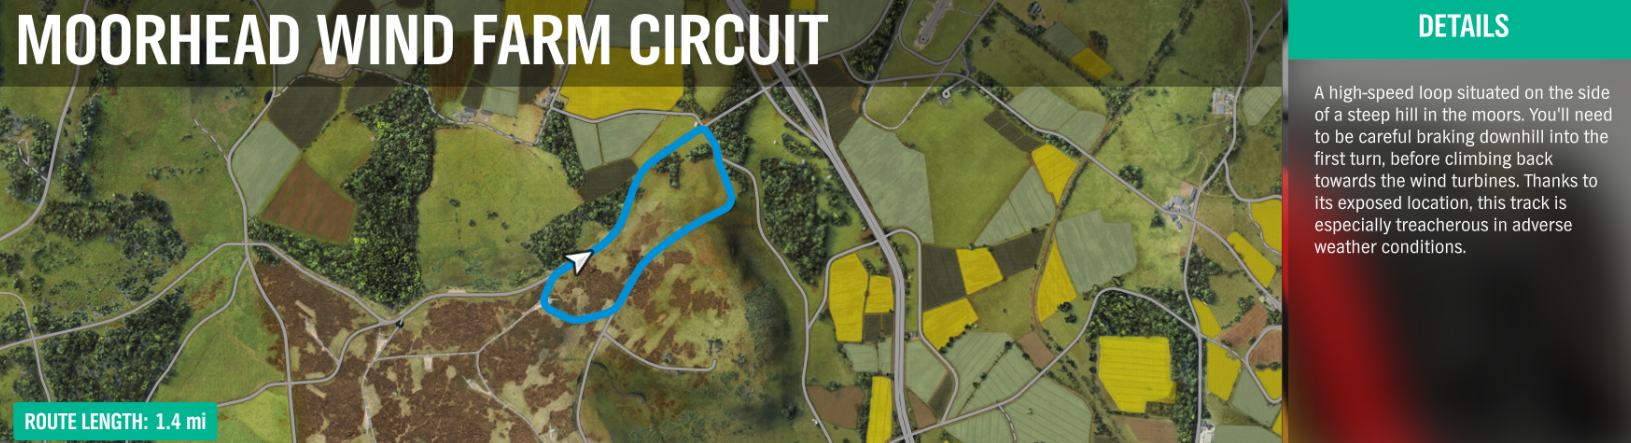 MOORHEAD WIND FARM CIRCUIT
DETAILS
A high-speed loop situated on the side
of a steep hill in the moors. You'll need
to be careful braking downhill into the
first turn, before climbing back
towards the wind turbines. Thanks to
its exposed location, this track is
especially treacherous in adverse
weather conditions.
ROUTE LENGTH: 1.4 mi